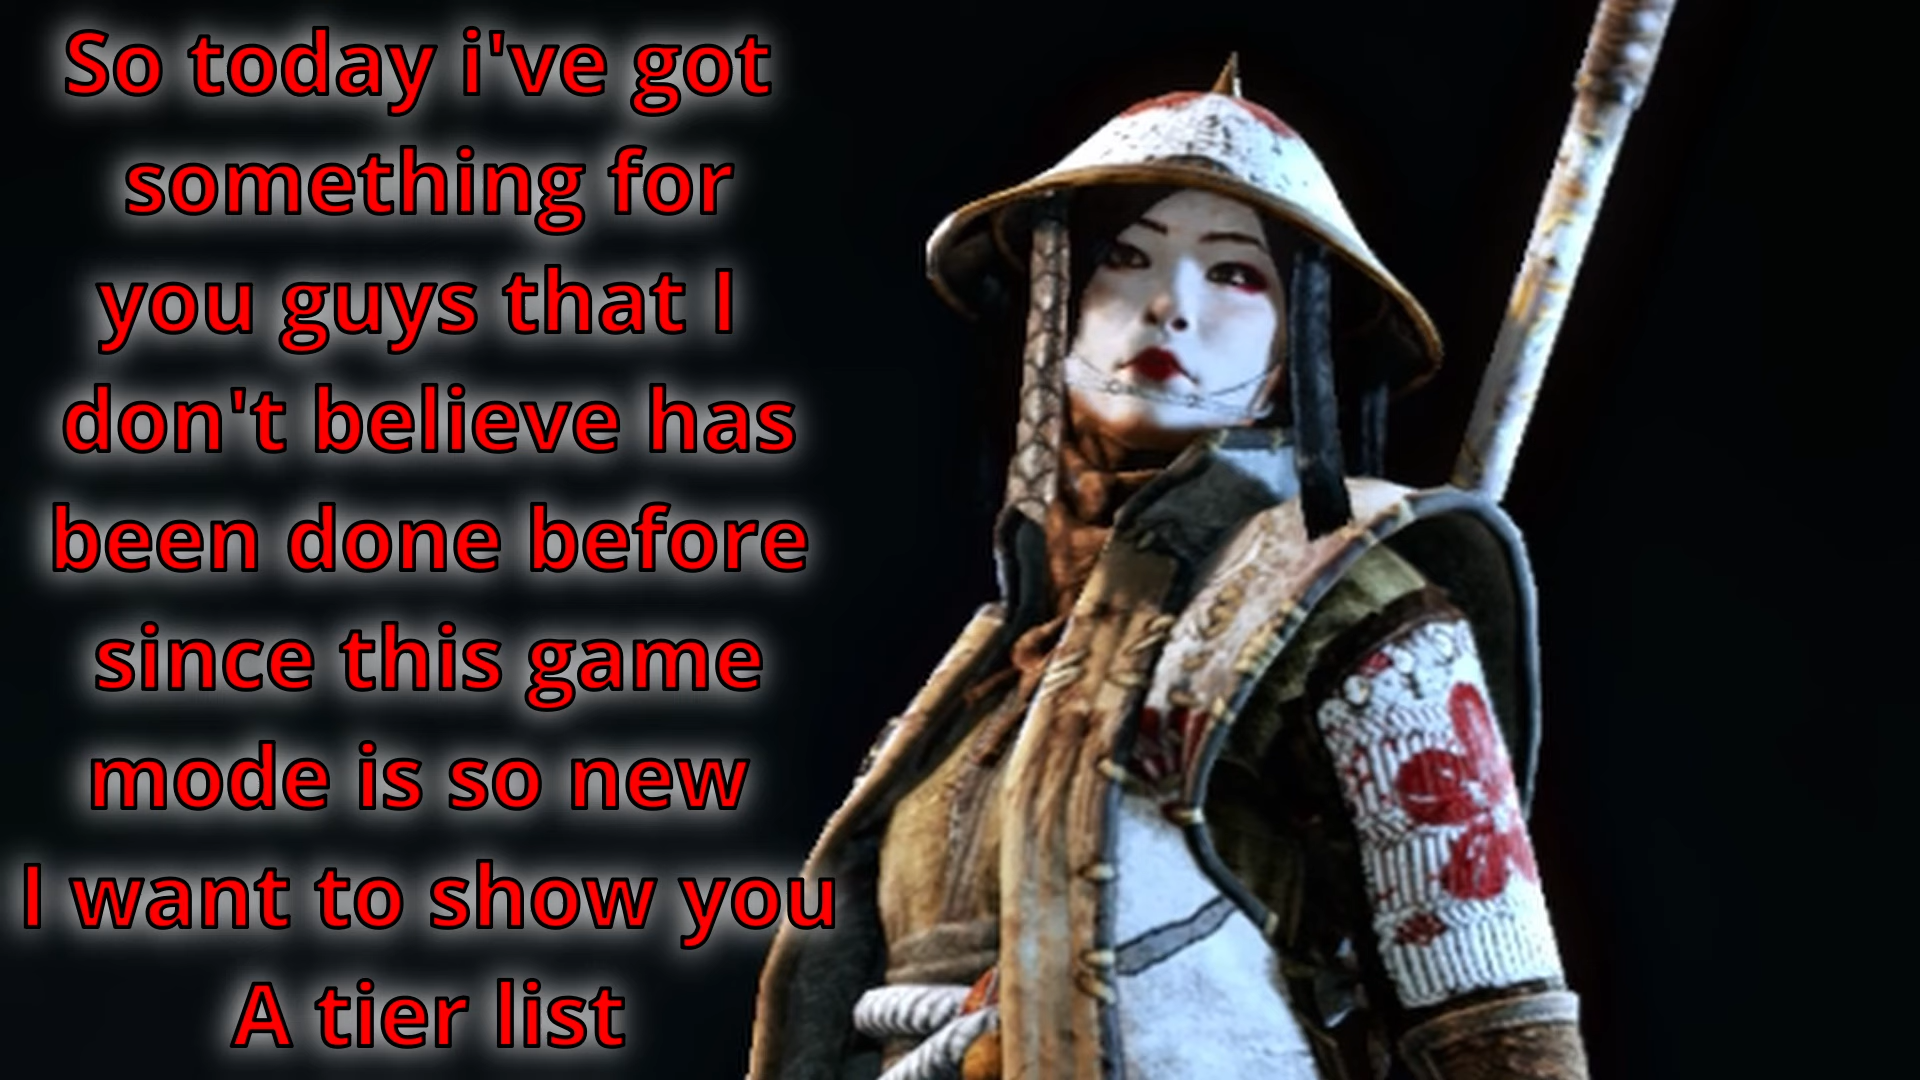 So today i've got
something for
you guys that I
don't believe has
been done before
since this game
mode is so new
I want to show you
A tier list